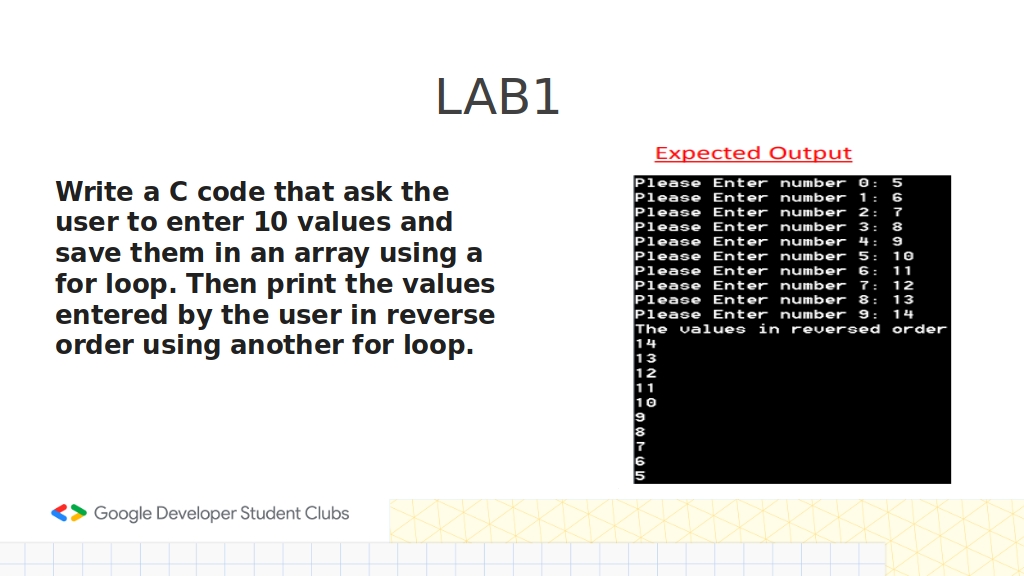 LAB1
Write a C code that ask the
user to enter 10 values and
save them in an array using a
for loop. Then print the values
entered by the user in reverse
order using another for loop.
Expected Output
Please Enter number 0: 5
Please Enter number 1: 6
Please Enter number 2: 7
Please Enter number 3: 8
Please Enter number 4: 9
Please Enter number 5: 10
Please Enter number 6: 11
Please Enter number 7: 12
Please Enter number 8: 13
Please Enter number 9: 14
The values in reversed order
14
13
12
11
10
9
8
7
6
5
Google Developer Student Clubs